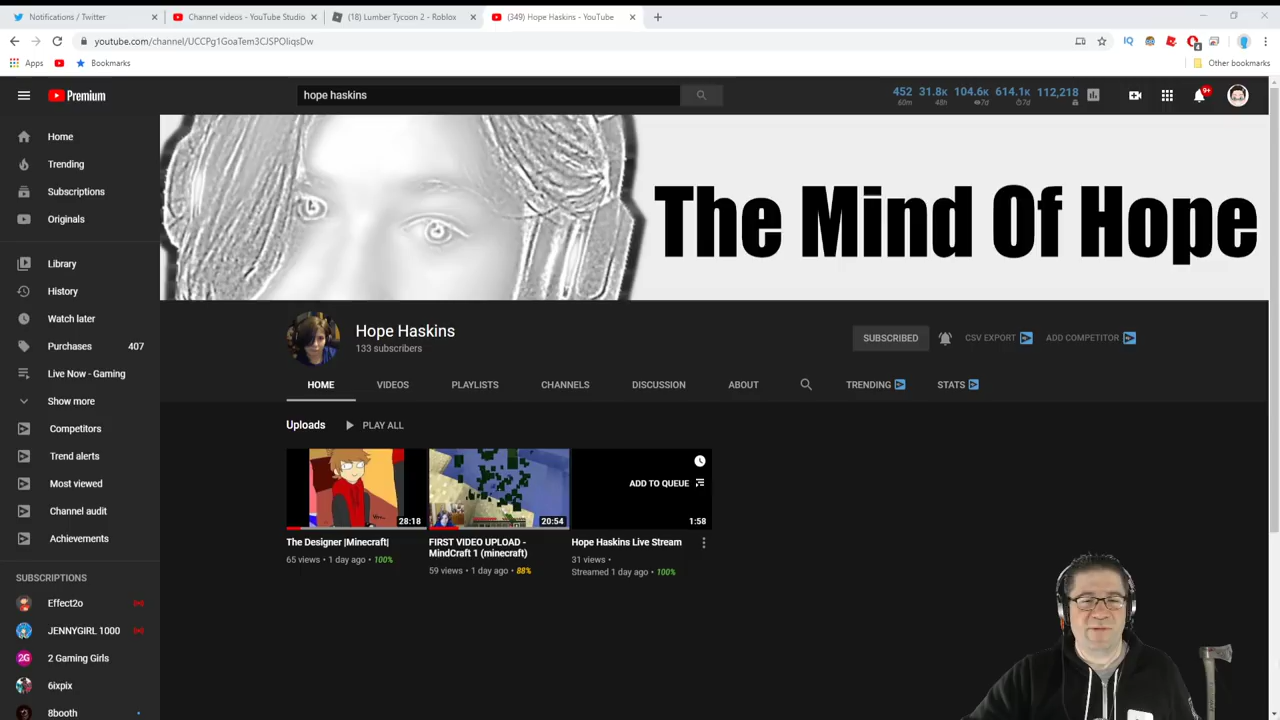 Notifications / Twitter
Channel videos - YouTube Studio
(18) Lumber Tycoon 2 - Roblox
(349) Hope Haskins - YouTube
youtube.com/channel/UCCPg1GoaTem3CJSPOliqsDw
Apps
Bookmarks
Other bookmarks
Premium
hope haskins
452 31.8K 104.6K 614.1K 112,218
60m 48h 7d 7d
9+
Home
Trending
Subscriptions
Originals
Library
History
Watch later
Purchases 407
Live Now - Gaming
Show more
Competitors
Trend alerts
Most viewed
Channel audit
Achievements
SUBSCRIPTIONS
Effect2o
JENNYGIRL 1000
2G 2 Gaming Girls
6ixpix
8booth
The Mind Of Hope
Hope Haskins
133 subscribers
SUBSCRIBED
CSV EXPORT
ADD COMPETITOR
HOME VIDEOS PLAYLISTS CHANNELS DISCUSSION ABOUT TRENDING STATS
Uploads PLAY ALL
28:18
20:54
ADD TO QUEUE
1:58
The Designer |Minecraft|
65 views • 1 day ago • 100%
FIRST VIDEO UPLOAD -
MindCraft 1 (minecraft)
59 views • 1 day ago • 88%
Hope Haskins Live Stream
31 views •
Streamed 1 day ago • 100%